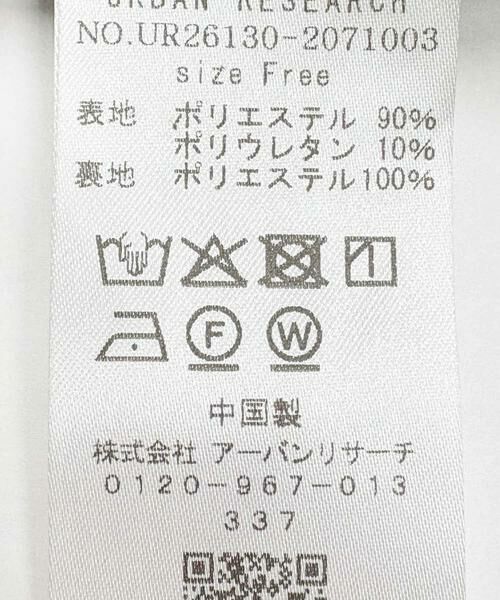 URBAN RESEARCH
NO.UR26130-2071003
size Free
表地 ポリエステル 90%
ポリウレタン 10%
裏地 ポリエステル100%
F W
中国製
株式会社 アーバンリサーチ
0120-967-013
337